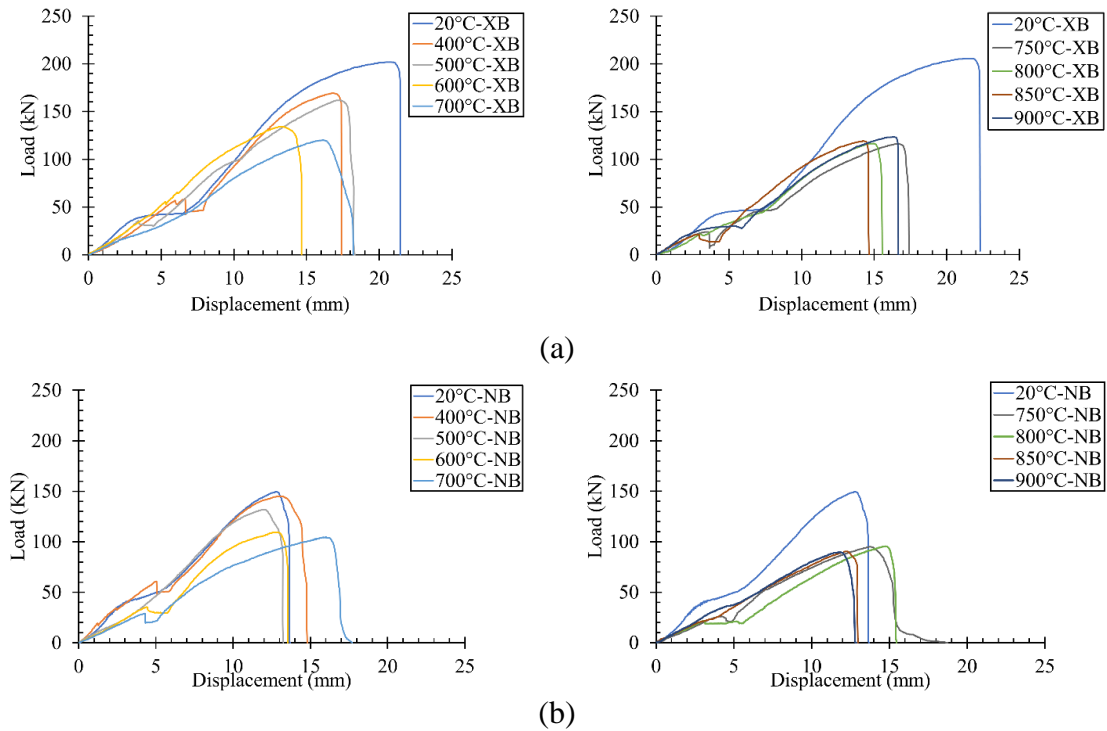 250
200
150
100
50
0
Load (kN)
0 5 10 15 20 25
Displacement (mm)
20°C-XB
400°C-XB
500°C-XB
600°C-XB
700°C-XB
250
200
150
100
50
0
Load (kN)
0 5 10 15 20 25
Displacement (mm)
20°C-XB
750°C-XB
800°C-XB
850°C-XB
900°C-XB
(a)
250
200
150
100
50
0
Load (KN)
0 5 10 15 20 25
Displacement (mm)
20°C-NB
400°C-NB
500°C-NB
600°C-NB
700°C-NB
250
200
150
100
50
0
Load (kN)
0 5 10 15 20 25
Displacement (mm)
20°C-NB
750°C-NB
800°C-NB
850°C-NB
900°C-NB
(b)